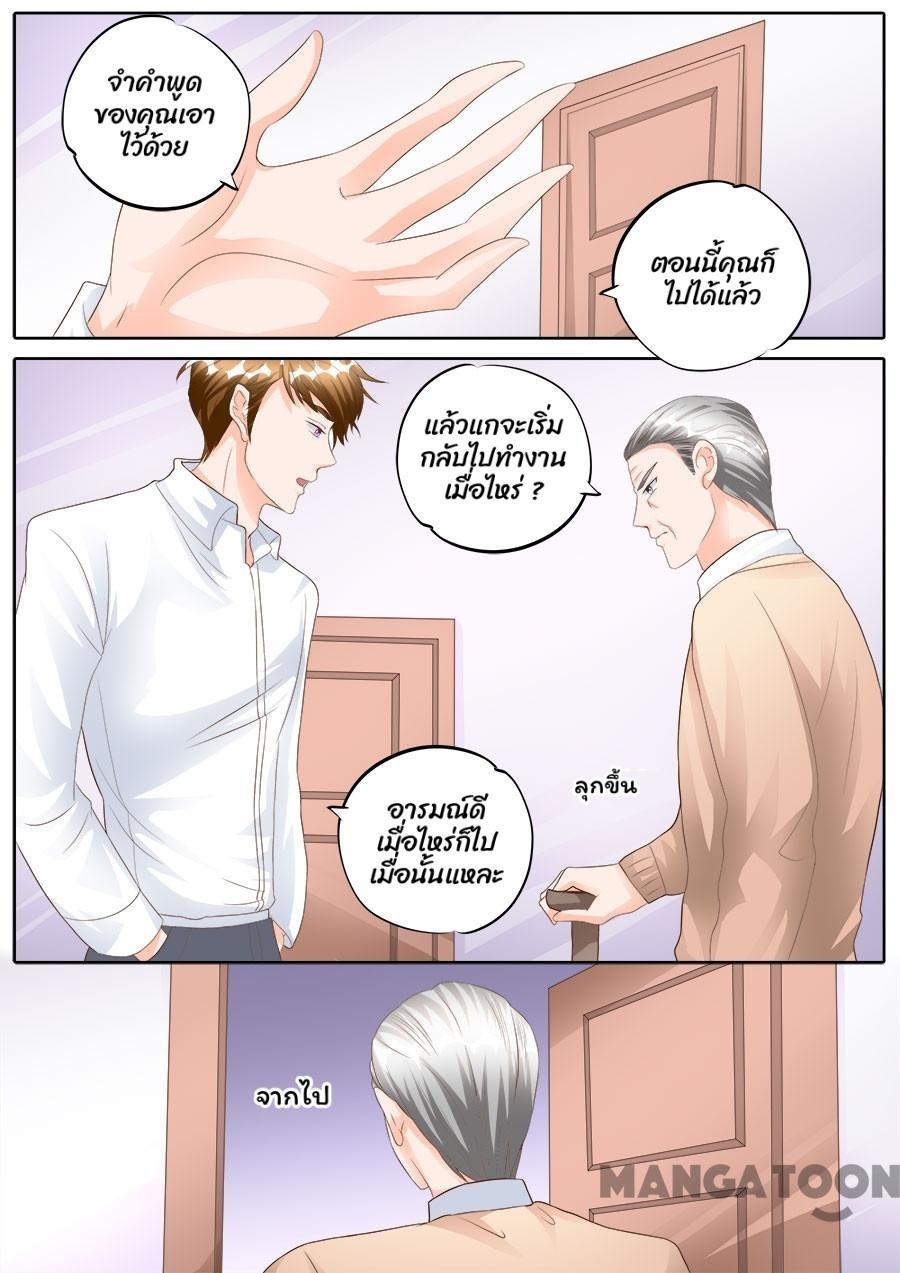 จำคำพูด
ของคุณเอา
ไว้ด้วย
ตอนนี้คุณก็
ไปได้แล้ว
แล้วแกจะเริ่ม
กลับไปทำงาน
เมื่อไหร่ ?
ลุกขึ้น
อารมณ์ดี
เมื่อไหร่ก็ไป
เมื่อนั้นแหละ
จากไป
MANGATOON